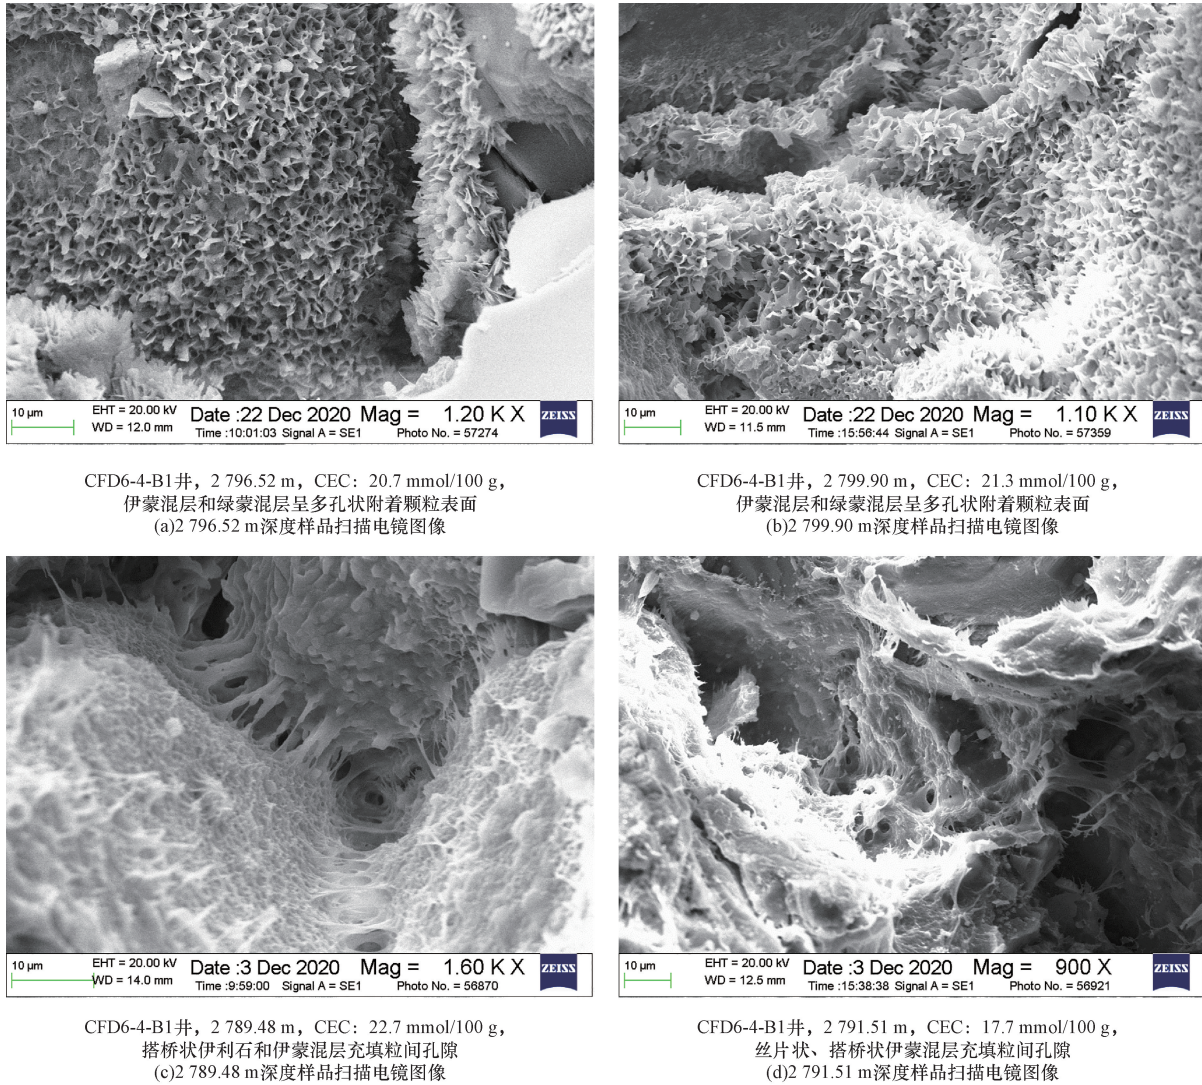 10 μm
EHT = 20.00 kV
WD = 12.0 mm
Date :22 Dec 2020 Mag = 1.20 K X
Time :10:01:03 Signal A = SE1 Photo No. = 57274
ZEISS
10 μm
EHT = 20.00 kV
WD = 11.5 mm
Date :22 Dec 2020 Mag = 1.10 K X
Time :15:56:44 Signal A = SE1 Photo No. = 57359
ZEISS
CFD6-4-B1井，2 796.52 m，CEC：20.7 mmol/100 g，
伊蒙混层和绿蒙混层呈多孔状附着颗粒表面
(a)2 796.52 m深度样品扫描电镜图像
CFD6-4-B1井，2 799.90 m，CEC：21.3 mmol/100 g，
伊蒙混层和绿蒙混层呈多孔状附着颗粒表面
(b)2 799.90 m深度样品扫描电镜图像
10 μm
EHT = 20.00 kV
WD = 14.0 mm
Date :3 Dec 2020 Mag = 1.60 K X
Time :9:59:00 Signal A = SE1 Photo No. = 56870
ZEISS
10 μm
EHT = 20.00 kV
WD = 12.5 mm
Date :3 Dec 2020 Mag = 900 X
Time :15:38:38 Signal A = SE1 Photo No. = 56921
ZEISS
CFD6-4-B1井，2 789.48 m，CEC：22.7 mmol/100 g，
搭桥状伊利石和伊蒙混层充填粒间孔隙
(c)2 789.48 m深度样品扫描电镜图像
CFD6-4-B1井，2 791.51 m，CEC：17.7 mmol/100 g，
丝片状、搭桥状伊蒙混层充填粒间孔隙
(d)2 791.51 m深度样品扫描电镜图像